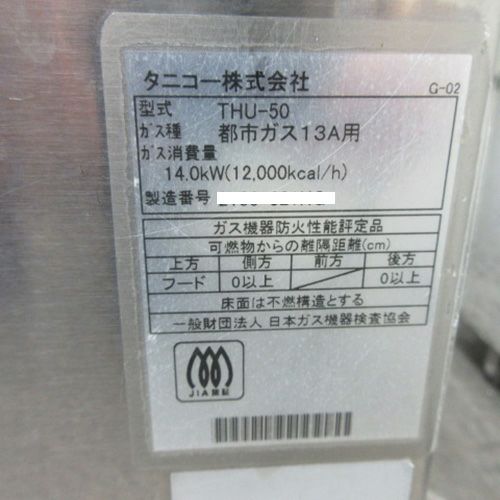 タニコー株式会社 G-02
型式 THU-50
ガス種 都市ガス13A用
ガス消費量
14.0kW(12,000kcal/h)
製造番号
ガス機器防火性能評定品
可燃物からの離隔距離(cm)
上方 側方 前方 後方
フード 0以上 0以上
床面は不燃構造とする
一般財団法人 日本ガス機器検査協会
JIA認証